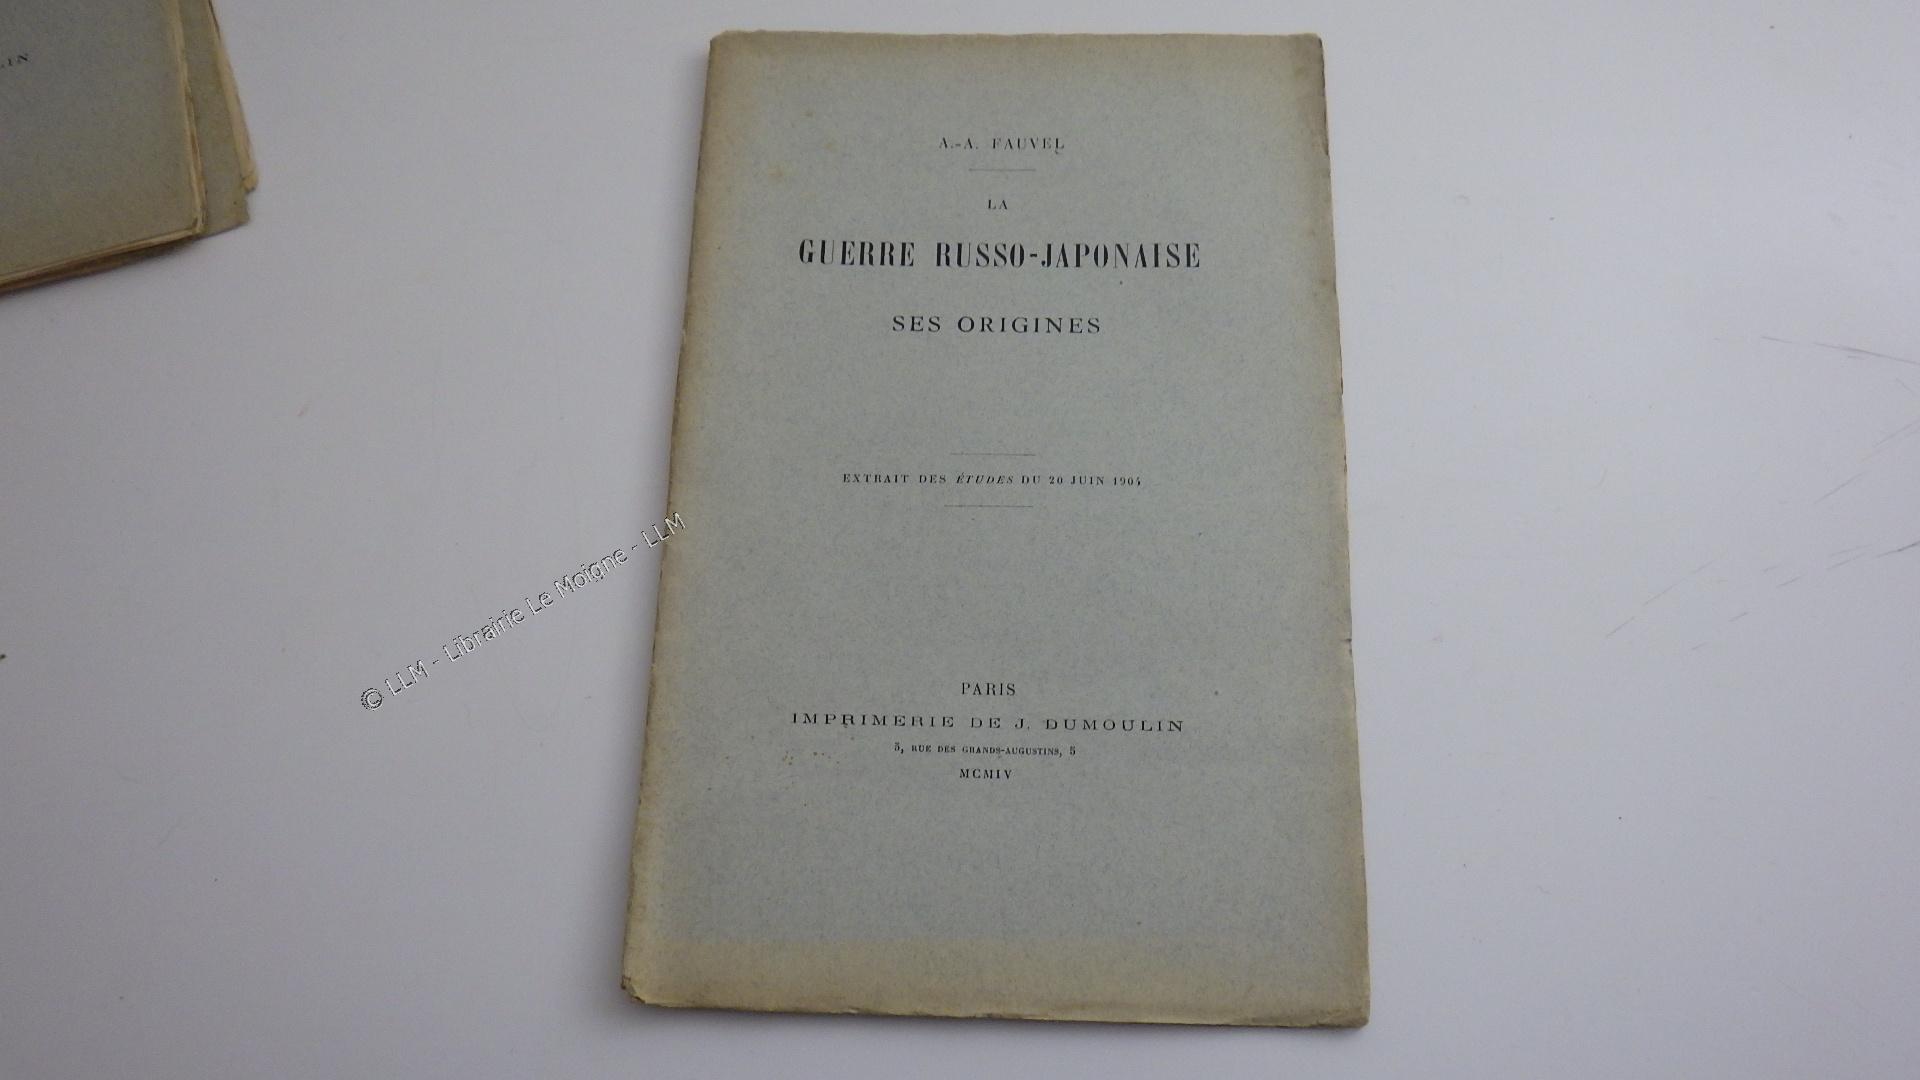 LIN
A.-A. FAUVEL
LA
GUERRE RUSSO-JAPONAISE
SES ORIGINES
EXTRAIT DES ÉTUDES DU 20 JUIN 1904
© LLM - Librairie Le Moigne - LLM
PARIS
IMPRIMERIE DE J. DUMOULIN
5, RUE DES GRANDS-AUGUSTINS, 5
MCMIV